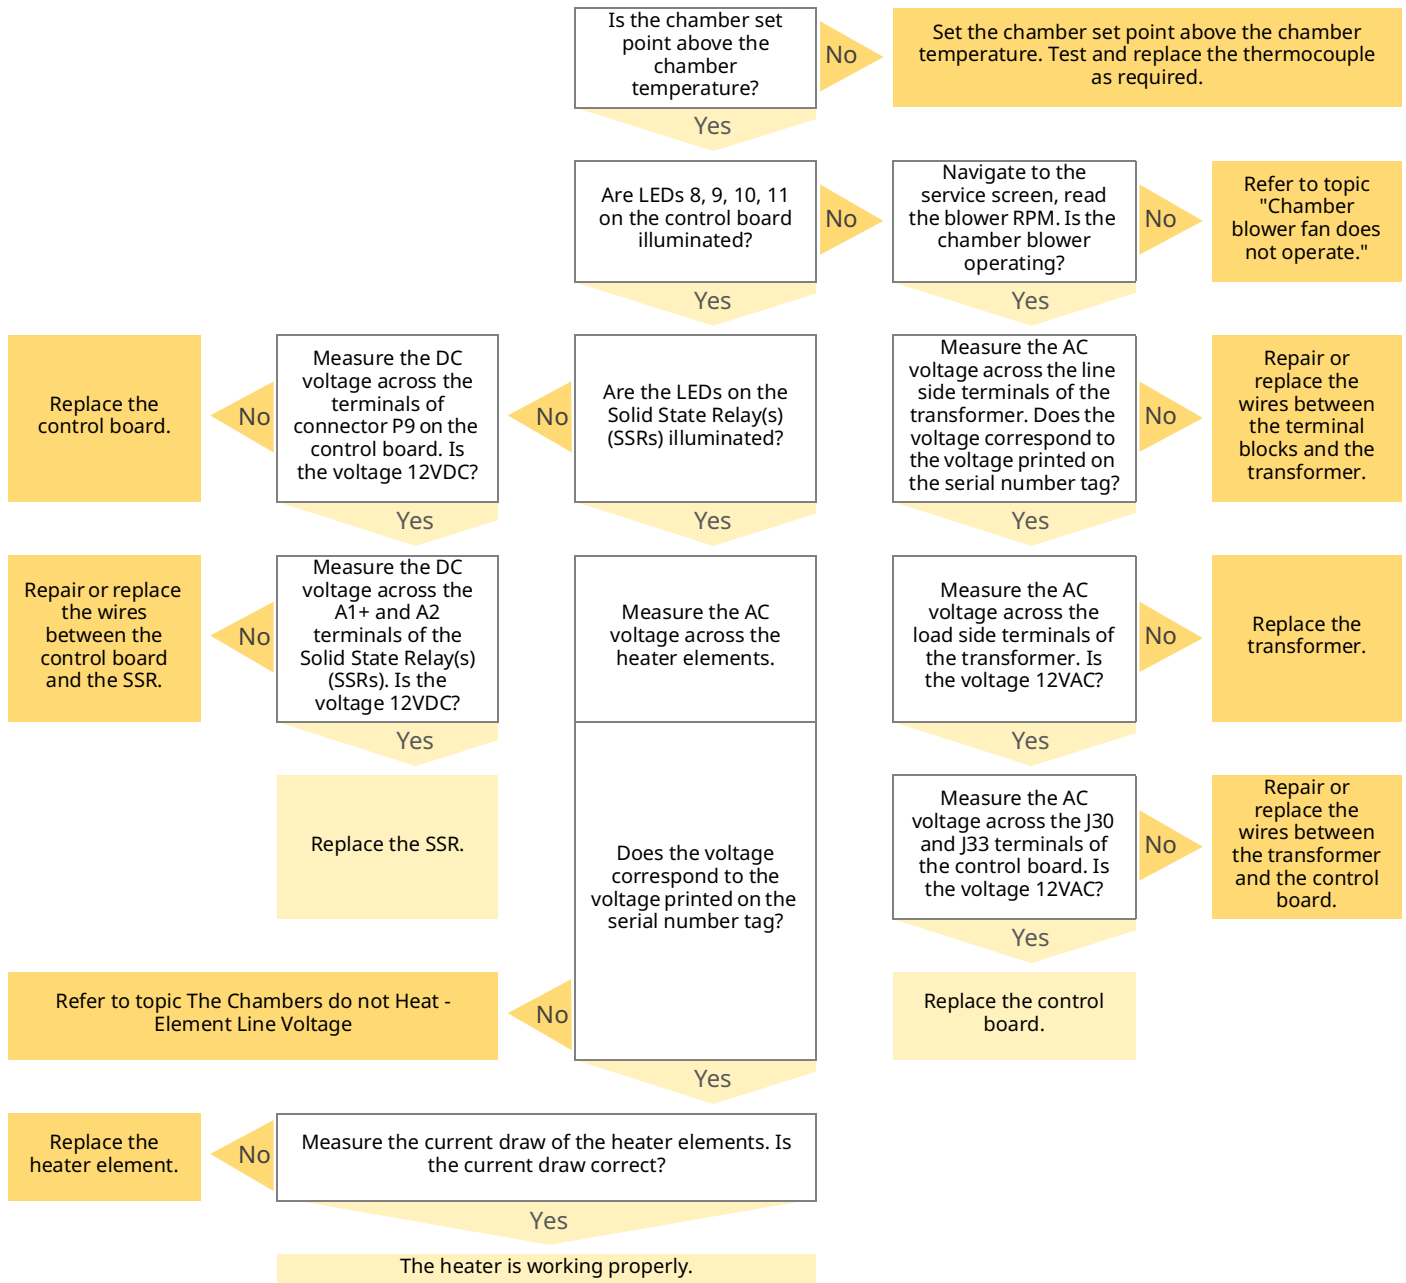 Is the chamber set
point above the
chamber
temperature?
No
Set the chamber set point above the chamber
temperature. Test and replace the thermocouple
as required.
Yes
Are LEDs 8, 9, 10, 11
on the control board
illuminated?
No
Navigate to the
service screen, read
the blower RPM. Is the
chamber blower
operating?
No
Refer to topic
"Chamber
blower fan does
not operate."
Yes
Yes
Replace the
control board.
No
Measure the DC
voltage across the
terminals of
connector P9 on the
control board. Is
the voltage 12VDC?
No
Are the LEDs on the
Solid State Relay(s)
(SSRs) illuminated?
Measure the AC
voltage across the line
side terminals of the
transformer. Does the
voltage correspond to
the voltage printed on
the serial number tag?
No
Repair or
replace the
wires between
the terminal
blocks and the
transformer.
Yes
Yes
Yes
Repair or replace
the wires
between the
control board
and the SSR.
No
Measure the DC
voltage across the
A1+ and A2
terminals of the
Solid State Relay(s)
(SSRs). Is the
voltage 12VDC?
Measure the AC
voltage across the
heater elements.
Measure the AC
voltage across the
load side terminals of
the transformer. Is
the voltage 12VAC?
No
Replace the
transformer.
Yes
Yes
Replace the SSR.
Does the voltage
correspond to the
voltage printed on the
serial number tag?
Measure the AC
voltage across the J30
and J33 terminals of
the control board. Is
the voltage 12VAC?
No
Repair or
replace the
wires between
the transformer
and the control
board.
Yes
Refer to topic The Chambers do not Heat -
Element Line Voltage
No
Replace the control
board.
Yes
Replace the
heater element.
No
Measure the current draw of the heater elements. Is
the current draw correct?
Yes
The heater is working properly.